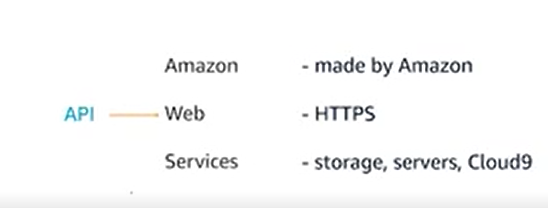 Amazon - made by Amazon
API Web - HTTPS
Services - storage, servers, Cloud9